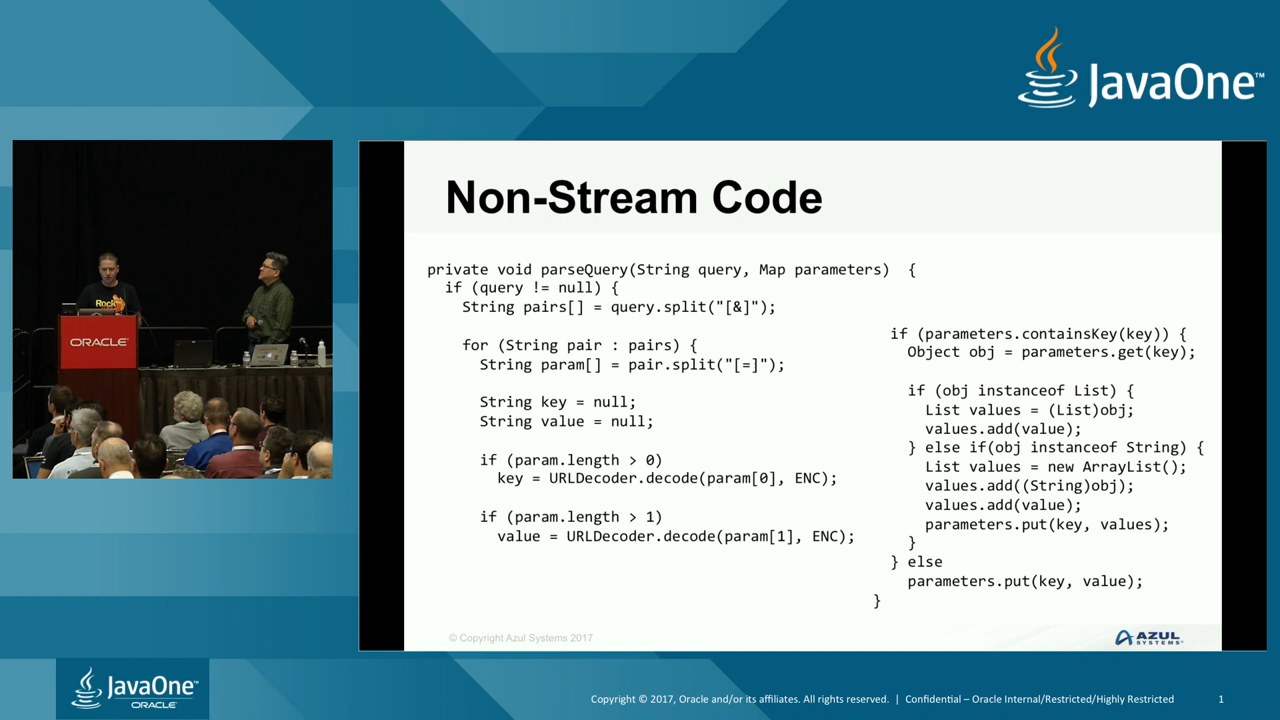 JavaOne™
Non-Stream Code
private void parseQuery(String query, Map parameters)  {
if (query != null) {
String pairs[] = query.split("[&]");
for (String pair : pairs) {
String param[] = pair.split("[=]");
String key = null;
String value = null;
if (param.length > 0)
key = URLDecoder.decode(param[0], ENC);
if (param.length > 1)
value = URLDecoder.decode(param[1], ENC);
if (parameters.containsKey(key)) {
Object obj = parameters.get(key);
if (obj instanceof List) {
List values = (List)obj;
values.add(value);
} else if(obj instanceof String) {
List values = new ArrayList();
values.add((String)obj);
values.add(value);
parameters.put(key, values);
}
} else
parameters.put(key, value);
}
© Copyright Azul Systems 2017
AZUL
SYSTEMS
Rock
ORACLE
JavaOne™
ORACLE
Copyright © 2017, Oracle and/or its affiliates. All rights reserved.  |  Confidential – Oracle Internal/Restricted/Highly Restricted
1